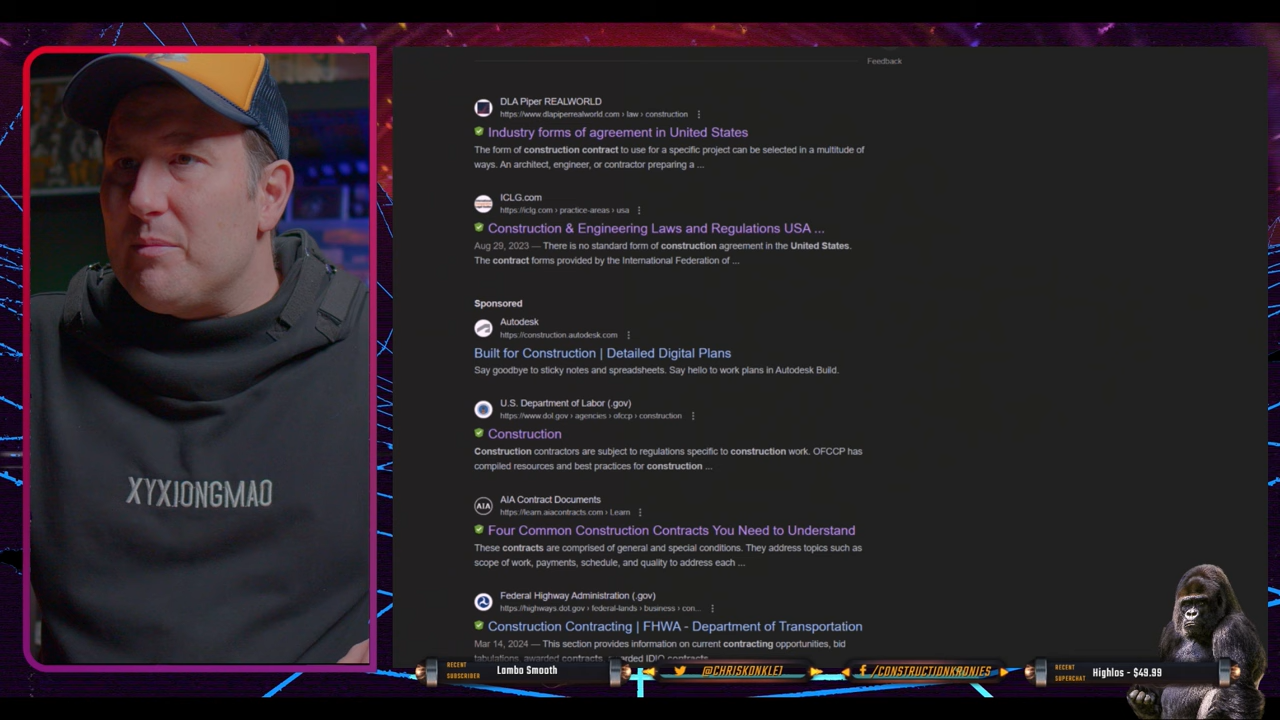 XYXIONGMAO
Feedback
DLA Piper REALWORLD
https://www.dlapiperrealworld.com › law › construction
Industry forms of agreement in United States
The form of construction contract to use for a specific project can be selected in a multitude of
ways. An architect, engineer, or contractor preparing a ...
ICLG.com
https://iclg.com › practice-areas › usa
Construction & Engineering Laws and Regulations USA ...
Aug 29, 2023 — There is no standard form of construction agreement in the United States.
The contract forms provided by the International Federation of ...
Sponsored
Autodesk
https://construction.autodesk.com
Built for Construction | Detailed Digital Plans
Say goodbye to sticky notes and spreadsheets. Say hello to work plans in Autodesk Build.
U.S. Department of Labor (.gov)
https://www.dol.gov › agencies › ofccp › construction
Construction
Construction contractors are subject to regulations specific to construction work. OFCCP has
compiled resources and best practices for construction ...
AIA
AIA Contract Documents
https://learn.aiacontracts.com › Learn
Four Common Construction Contracts You Need to Understand
These contracts are comprised of general and special conditions. They address topics such as
scope of work, payments, schedule, and quality to address each ...
Federal Highway Administration (.gov)
https://highways.dot.gov › federal-lands › business › con...
Construction Contracting | FHWA - Department of Transportation
Mar 14, 2024 — This section provides information on current contracting opportunities, bid
tabulations, awarded contracts, awarded IDIQ contracts
RECENT SUBSCRIBER
Lambo Smooth
@CHRISKONKLE1
/CONSTRUCTIONKRONIES
RECENT SUPERCHAT
Highlos - $49.99